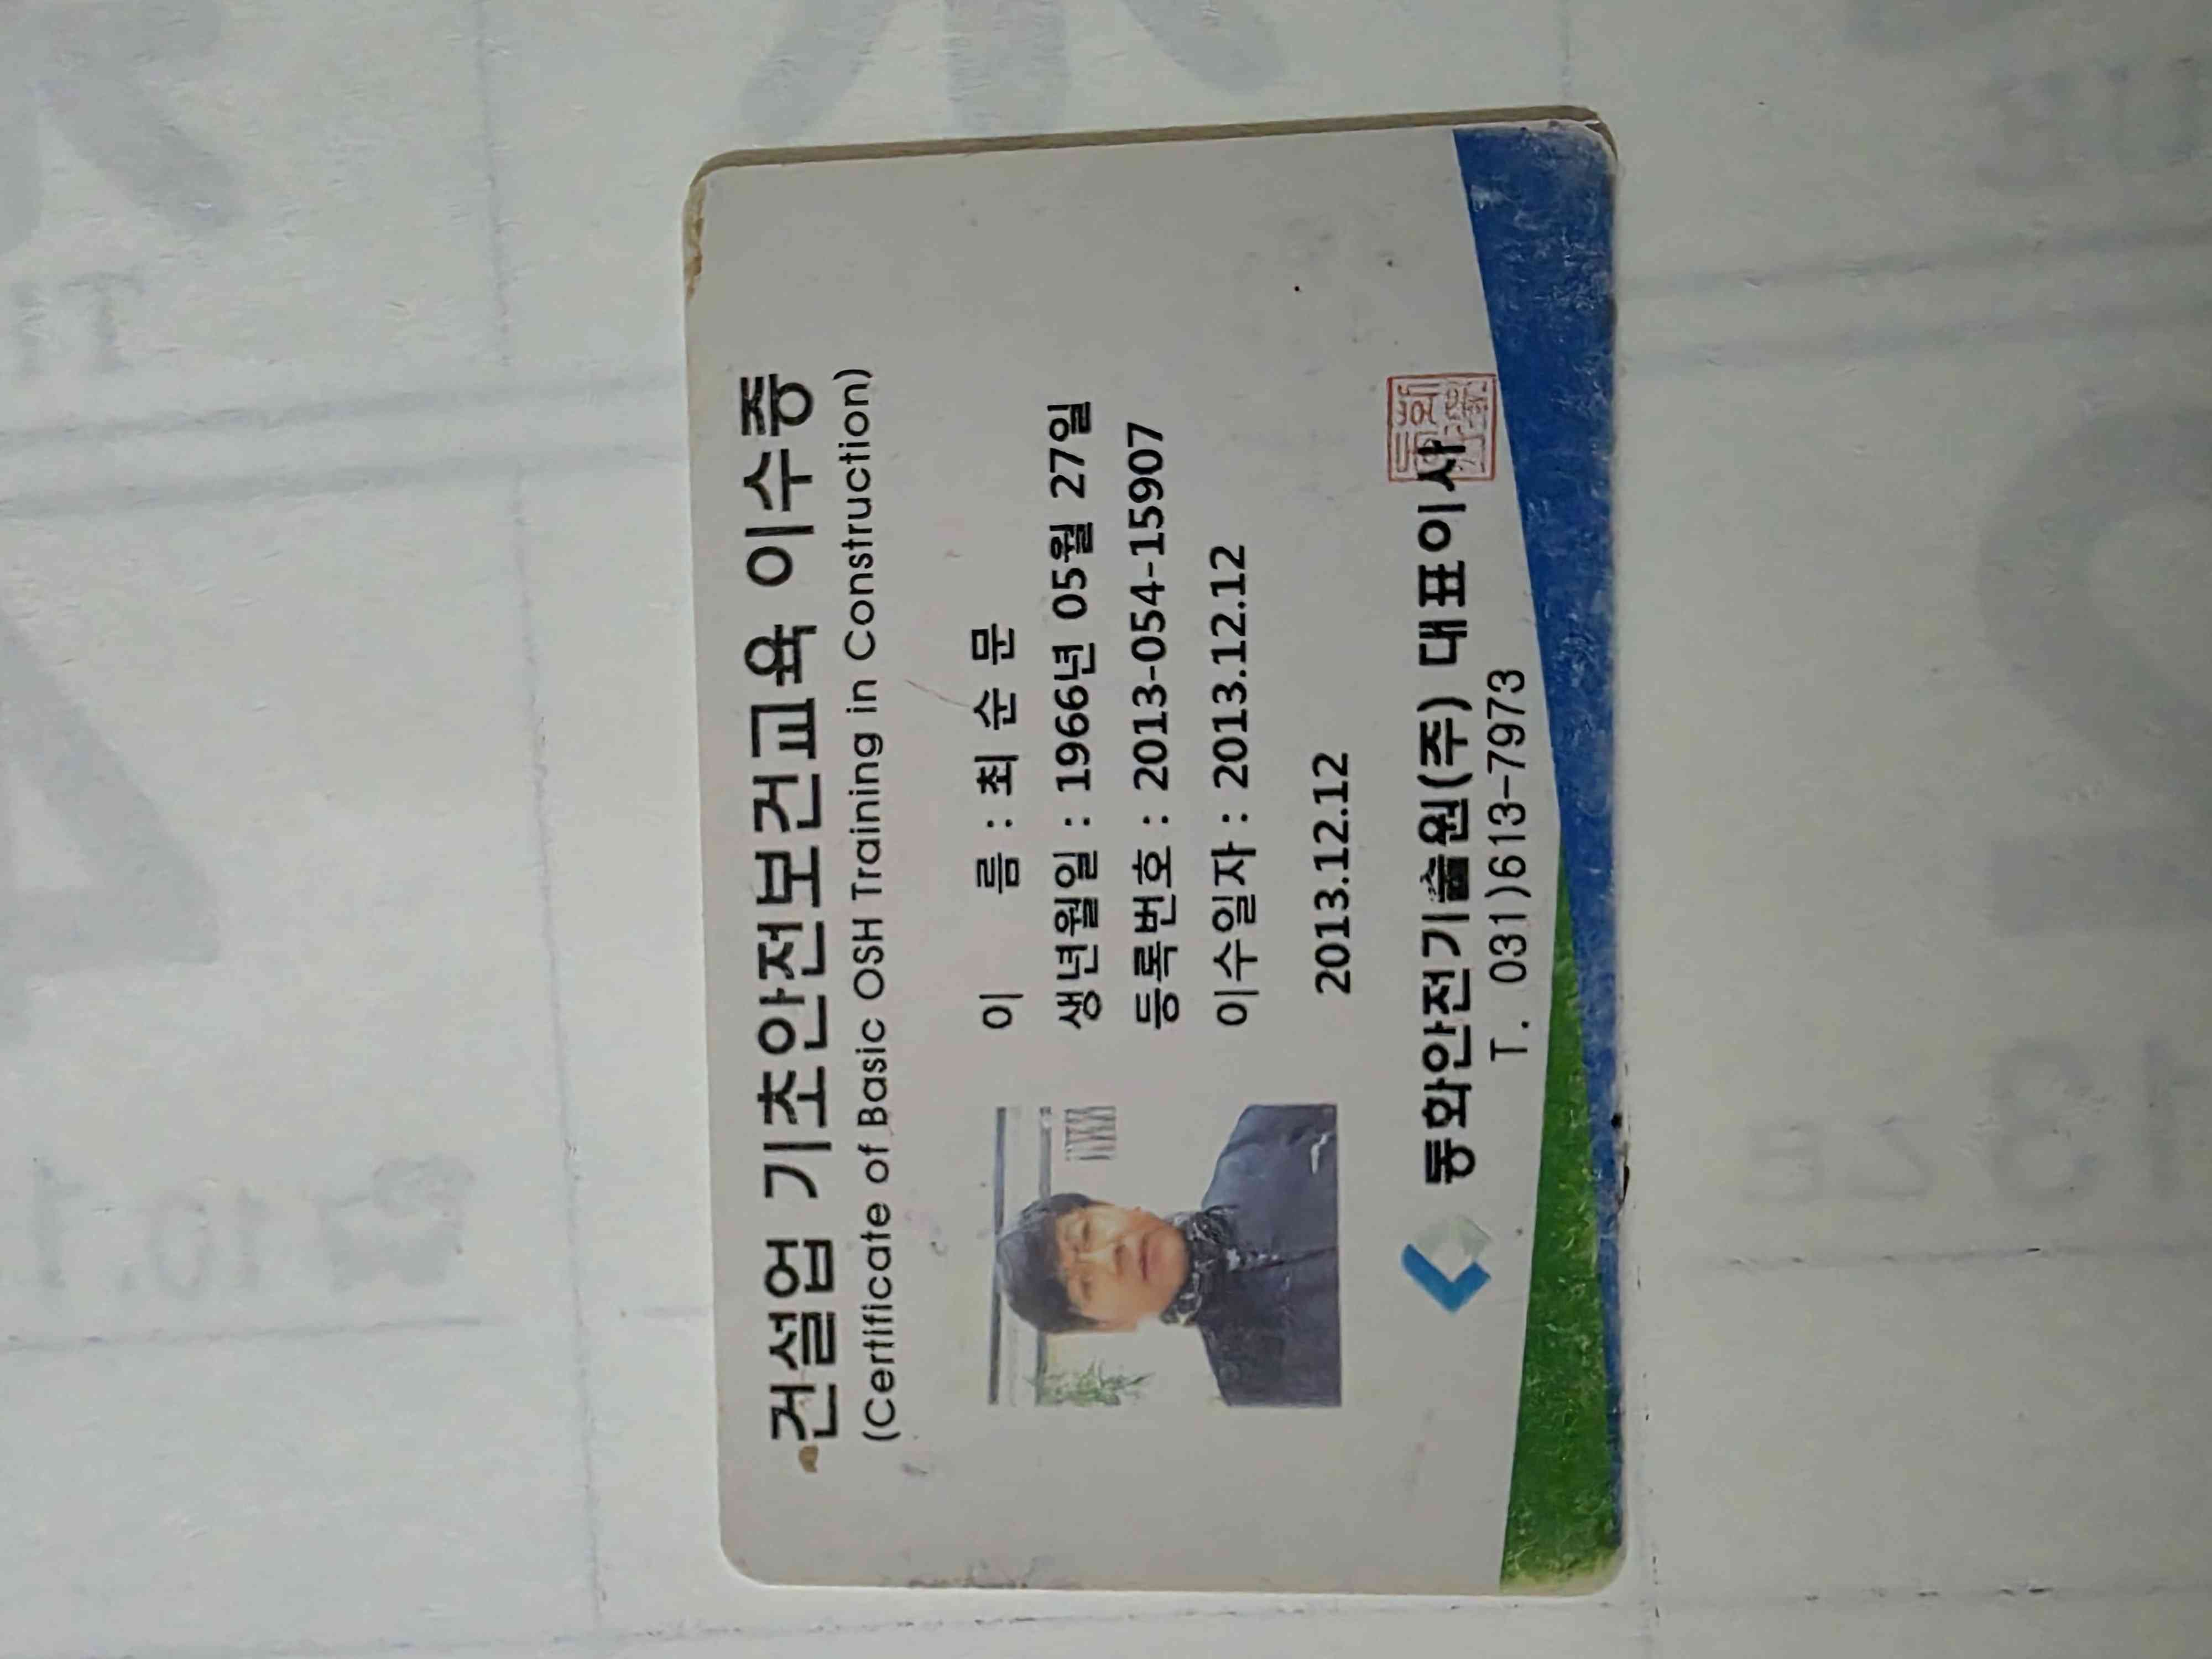 건설업 기초안전보건교육 이수증
(Certificate of Basic OSH Training in Construction)
이 름 : 최 순 문
생년월일 : 1966년 05월 27일
등록번호 : 2013-054-15907
이수일자 : 2013.12.12
2013.12.12
동화안전기술원(주) 대표이사
T. 031)613-7973